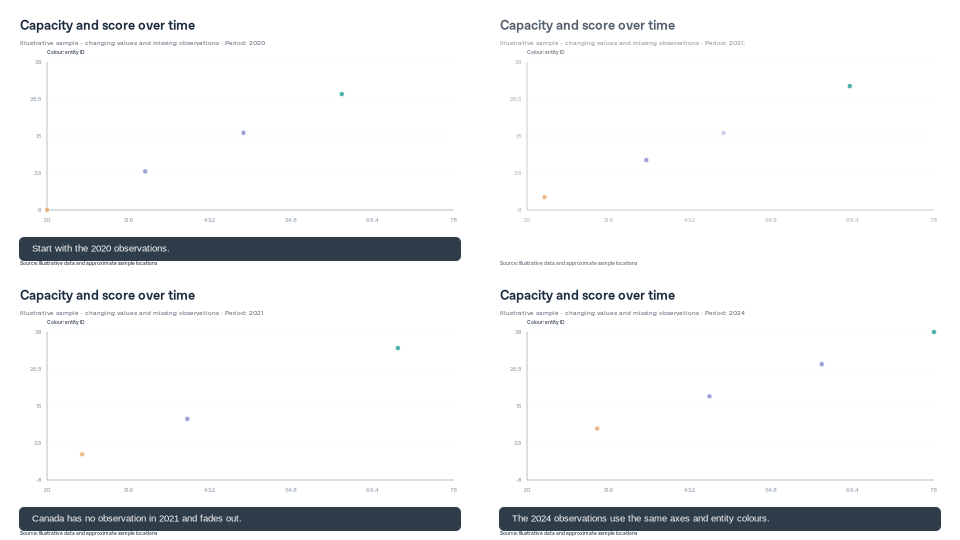 Capacity and score over time
Illustrative sample - changing values and missing observations - Period: 2020
Colour: entity ID
38
26.5
15
3.5
-8
20
31.6
43.2
54.8
66.4
78
Start with the 2020 observations.
Source: Illustrative data and approximate sample locations
Capacity and score over time
Illustrative sample - changing values and missing observations - Period:
Colour: entity ID
38
26.5
15
3.5
-8
20
31.6
43.2
54.8
66.4
78
Source: Illustrative data and approximate sample locations
Capacity and score over time
Illustrative sample - changing values and missing observations - Period: 2021
Colour: entity ID
38
26.5
15
3.5
-8
20
31.6
43.2
54.8
66.4
78
Canada has no observation in 2021 and fades out.
Source: Illustrative data and approximate sample locations
Capacity and score over time
Illustrative sample - changing values and missing observations - Period: 2024
Colour: entity ID
38
26.5
15
3.5
-8
20
31.6
43.2
54.8
66.4
78
The 2024 observations use the same axes and entity colours.
Source: Illustrative data and approximate sample locations